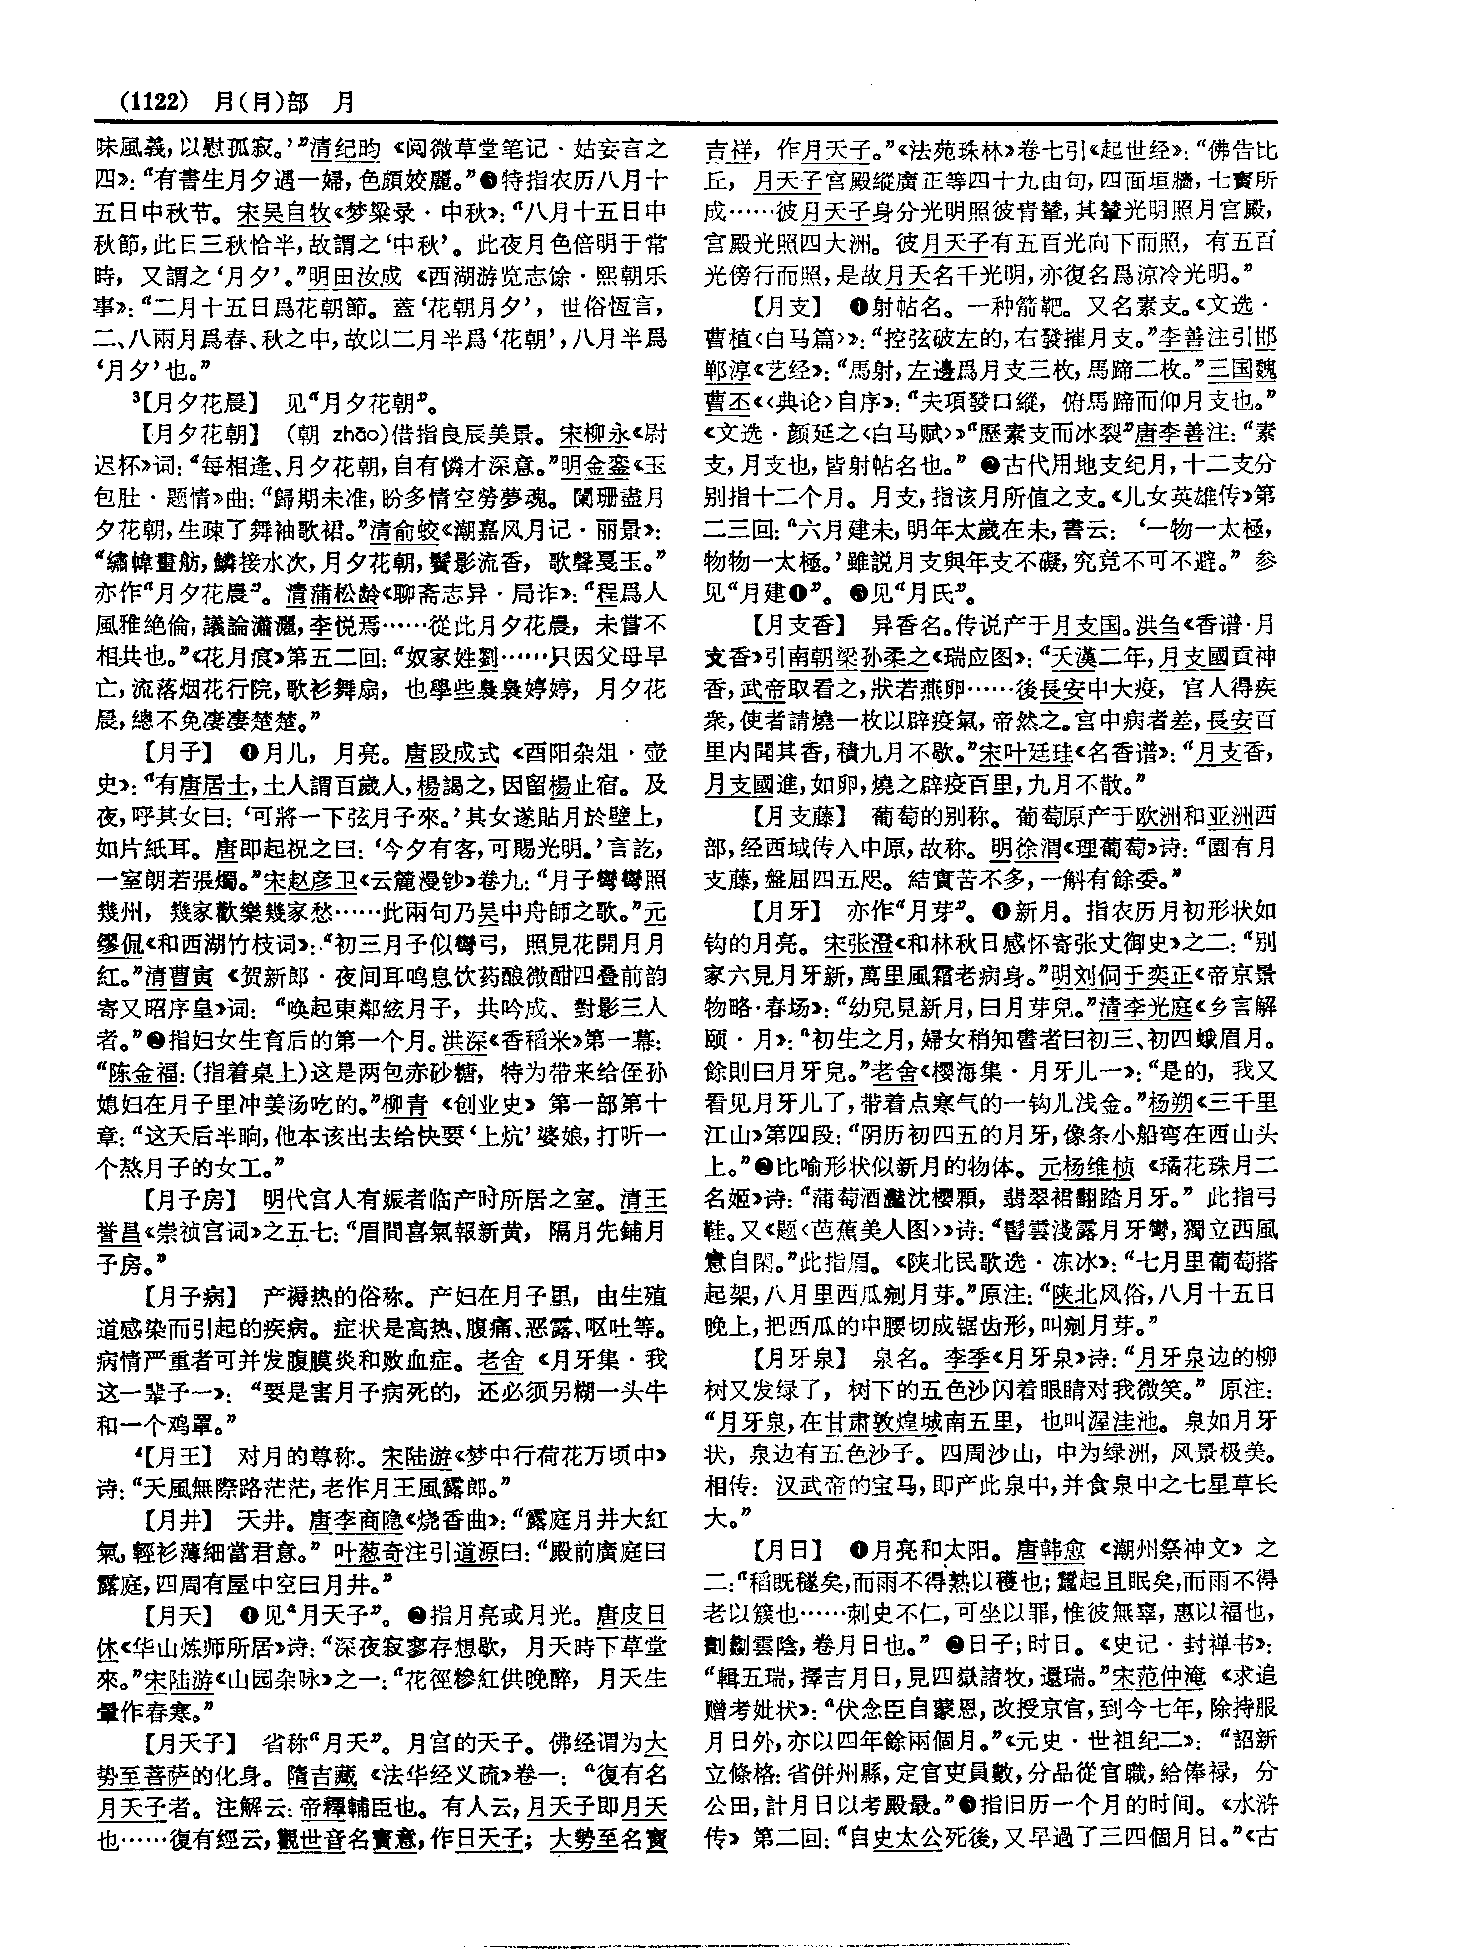 (1122) 月(⺝)部 月
味風義，以慰孤寂。’”清纪昀《阅微草堂笔记·姑妄言之
四》：“有書生月夕遇一婦，色頗姣麗。”❸特指农历八月十
五日中秋节。宋吴自牧《梦粱录·中秋》：“八月十五日中
秋節，此日三秋恰半，故謂之‘中秋’。此夜月色倍明于常
時，又謂之‘月夕’。”明田汝成《西湖游览志馀·熙朝乐
事》：“二月十五日爲花朝節。蓋‘花朝月夕’，世俗恆言，
二、八兩月爲春、秋之中，故以二月半爲‘花朝’，八月半爲
‘月夕’也。”
³【月夕花晨】 见“月夕花朝”。
【月夕花朝】 (朝 zhāo)借指良辰美景。宋柳永《尉
迟杯》词：“每相逢、月夕花朝，自有憐才深意。”明金銮《玉
包肚·题情》曲：“歸期未准，盼多情空勞夢魂。闌珊盡月
夕花朝，生疎了舞袖歌裙。”清俞蛟《潮嘉风月记·丽景》：
“繡幃畫舫，鱗接水次，月夕花朝，鬢影流香，歌聲戛玉。”
亦作“月夕花晨”。清蒲松龄《聊斋志异·局诈》：“程爲人
風雅絶倫，議論瀟灑，李悦焉……從此月夕花晨，未嘗不
相共也。”《花月痕》第五二回：“奴家姓劉……只因父母早
亡，流落烟花行院，歌衫舞扇，也學些裊裊婷婷，月夕花
晨，總不免凄凄楚楚。”
【月子】 ❶月儿，月亮。唐段成式《酉阳杂俎·壶
史》：“有唐居士，土人謂百歲人，楊謁之，因留楊止宿。及
夜，呼其女曰：‘可將一下弦月子來。’其女遂貼月於壁上，
如片紙耳。唐即起祝之曰：‘今夕有客，可賜光明。’言訖，
一室朗若張燭。”宋赵彦卫《云麓漫钞》卷九：“月子彎彎照
幾州，幾家歡樂幾家愁……此兩句乃吴中舟師之歌。”元
缪侃《和西湖竹枝词》：“初三月子似彎弓，照見花開月月
紅。”清曹寅《贺新郎·夜间耳鸣息饮药酿微酣四叠前韵
寄又昭序皇》词：“唤起東鄰絃月子，共吟成、對影三人
者。”❷指妇女生育后的第一个月。洪深《香稻米》第一幕：
“陈金福：(指着桌上)这是两包赤砂糖，特为带来给侄孙
媳妇在月子里冲姜汤吃的。”柳青《创业史》第一部第十
章：“这天后半晌，他本该出去给快要‘上炕’婆娘，打听一
个熬月子的女工。”
【月子房】 明代宫人有娠者临产时所居之室。清王
誉昌《崇祯宫词》之五七：“眉間喜氣報新黄，隔月先鋪月
子房。”
【月子病】 产褥热的俗称。产妇在月子里，由生殖
道感染而引起的疾病。症状是高热、腹痛、恶露、呕吐等。
病情严重者可并发腹膜炎和败血症。老舍《月牙集·我
这一辈子一》：“要是害月子病死的，还必须另糊一头牛
和一个鸡罩。”
⁴【月王】 对月的尊称。宋陆游《梦中行荷花万顷中》
诗：“天風無際路茫茫，老作月王風露郎。”
【月井】 天井。唐李商隐《烧香曲》：“露庭月井大紅
氣，輕衫薄細當君意。”叶葱奇注引道源曰：“殿前廣庭曰
露庭，四周有屋中空曰月井。”
【月天】 ❶见“月天子”。❷指月亮或月光。唐皮日
休《华山炼师所居》诗：“深夜寂寥存想歇，月天時下草堂
來。”宋陆游《山园杂咏》之一：“花徑糝紅供晚醉，月天生
暈作春寒。”
【月天子】 省称“月天”。月宫的天子。佛经谓为大
势至菩萨的化身。隋吉藏《法华经义疏》卷一：“復有名
月天子者。注解云：帝釋輔臣也。有人云，月天子即月天
也……復有經云，觀世音名寶意，作日天子；大勢至名寶
吉祥，作月天子。”《法苑珠林》卷七引《起世经》：“佛告比
丘，月天子宫殿縱廣正等四十九由旬，四面垣牆，七寶所
成……彼月天子身分光明照彼青輦，其輦光明照月宫殿，
宫殿光照四大洲。彼月天子有五百光向下而照，有五百
光傍行而照，是故月天名千光明，亦復名爲涼冷光明。”
【月支】 ❶射帖名。一种箭靶。又名素支。《文选·
曹植〈白马篇〉》：“控弦破左的，右發摧月支。”李善注引邯
郸淳《艺经》：“馬射，左邊爲月支三枚，馬蹄二枚。”三国魏
曹丕《〈典论〉自序》：“夫項發口縱，俯馬蹄而仰月支也。”
《文选·颜延之〈白马赋〉》“歷素支而冰裂”唐李善注：“素
支，月支也，皆射帖名也。”❷古代用地支纪月，十二支分
别指十二个月。月支，指该月所值之支。《儿女英雄传》第
二三回：“六月建未，明年太歲在未，書云：‘一物一太極，
物物一太極。’雖説月支與年支不礙，究竟不可不避。”参
见“月建❶”。❸见“月氏”。
【月支香】 异香名。传说产于月支国。洪刍《香谱·月
支香》引南朝梁孙柔之《瑞应图》：“天漢二年，月支國貢神
香，武帝取看之，狀若燕卵……後長安中大疫，宫人得疾
衆，使者請燒一枚以辟疫氣，帝然之。宫中病者差，長安百
里内聞其香，積九月不歇。”宋叶廷珪《名香谱》：“月支香，
月支國進，如卵，燒之辟疫百里，九月不散。”
【月支藤】 葡萄的别称。葡萄原产于欧洲和亚洲西
部，经西域传入中原，故称。明徐渭《理葡萄》诗：“園有月
支藤，盤屈四五咫。結實苦不多，一斛有餘委。”
【月牙】 亦作“月芽”。❶新月。指农历月初形状如
钩的月亮。宋张澄《和林秋日感怀寄张丈御史》之二：“别
家六見月牙新，萬里風霜老病身。”明刘侗于奕正《帝京景
物略·春场》：“幼兒見新月，曰月芽兒。”清李光庭《乡言解
颐·月》：“初生之月，婦女稍知書者曰初三、初四蛾眉月。
餘則曰月牙兒。”老舍《樱海集·月牙儿一》：“是的，我又
看见月牙儿了，带着点寒气的一钩儿浅金。”杨朔《三千里
江山》第四段：“阴历初四五的月牙，像条小船弯在西山头
上。”❷比喻形状似新月的物体。元杨维桢《璚花珠月二
名姬》诗：“蒲萄酒灩沈櫻顆，翡翠裙翻踏月牙。”此指弓
鞋。又《题〈芭蕉美人图〉》诗：“髻雲淺露月牙彎，獨立西風
意自閑。”此指眉。《陕北民歌选·冻冰》：“七月里葡萄搭
起架，八月里西瓜剜月芽。”原注：“陕北风俗，八月十五日
晚上，把西瓜的中腰切成锯齿形，叫剜月芽。”
【月牙泉】 泉名。李季《月牙泉》诗：“月牙泉边的柳
树又发绿了，树下的五色沙闪着眼睛对我微笑。”原注：
“月牙泉，在甘肃敦煌城南五里，也叫渥洼池。泉如月牙
状，泉边有五色沙子。四周沙山，中为绿洲，风景极美。
相传：汉武帝的宝马，即产此泉中，并食泉中之七星草长
大。”
【月日】 ❶月亮和太阳。唐韩愈《潮州祭神文》之
二：“稻既穟矣，而雨不得熟以穫也；蠶起且眠矣，而雨不得
老以簇也……刺史不仁，可坐以罪，惟彼無辜，惠以福也，
劃劙雲陰，卷月日也。”❷日子；时日。《史记·封禅书》：
“輯五瑞，擇吉月日，見四嶽諸牧，還瑞。”宋范仲淹《求追
赠考妣状》：“伏念臣自蒙恩，改授京官，到今七年，除持服
月日外，亦以四年餘兩個月。”《元史·世祖纪二》：“詔新
立條格：省併州縣，定官吏員數，分品從官職，給俸禄，分
公田，計月日以考殿最。”❸指旧历一个月的时间。《水浒
传》第二回：“自史太公死後，又早過了三四個月日。”《古